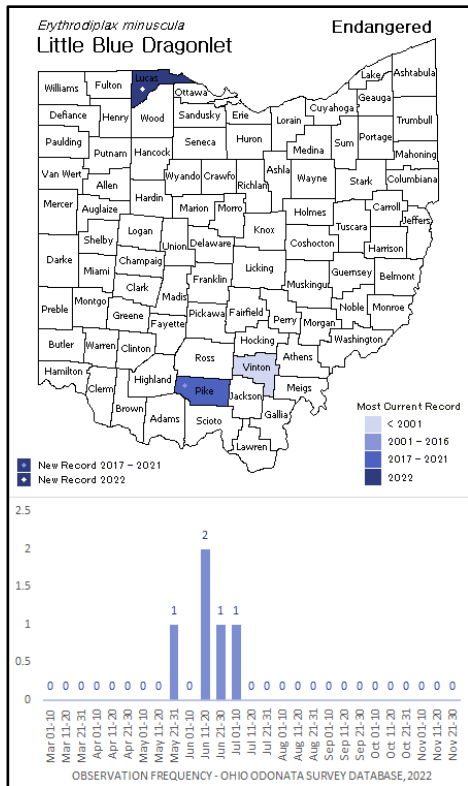 Erythrodiplax minuscula
Endangered
Little Blue Dragonlet
Williams
Fulton
Lucas
Ottawa
Lake
Ashtabula
Geauga
Defiance
Henry
Wood
Sandusky
Erie
Lorain
Cuyahoga
Trumbull
Paulding
Putnam
Hancock
Seneca
Huron
Medina
Sum
Portage
Mahoning
Van Wert
Allen
Wyando
Crawfo
Richlan
Ashla
Wayne
Stark
Columbiana
Mercer
Auglaize
Hardin
Marion
Morro
Holmes
Carroll
Jeffers
Shelby
Logan
Union
Delaware
Knox
Coshocton
Tuscara
Harrison
Darke
Miami
Champaig
Clark
Madis
Franklin
Licking
Muskingu
Guernsey
Belmont
Preble
Montgo
Greene
Fayette
Pickawa
Fairfield
Perry
Morgan
Noble
Monroe
Washington
Butler
Warren
Clinton
Ross
Hocking
Athens
Hamilton
Clerm
Highland
Pike
Vinton
Meigs
Brown
Adams
Scioto
Jackson
Gallia
Lawren
Most Current Record
< 2001
2001 - 2016
2017 - 2021
2022
New Record 2017 - 2021
New Record 2022
2.5
2
1.5
1
0.5
0
0 0 0 0 0 0 0 0 1 0 2 1 1 0 0 0 0 0 0 0 0 0 0 0 0 0 0
Mar 01-10
Mar 11-20
Mar 21-31
Apr 01-10
Apr 11-20
Apr 21-30
May 01-10
May 11-20
May 21-31
Jun 01-10
Jun 11-20
Jun 21-30
Jul 01-10
Jul 11-20
Jul 21-31
Aug 01-10
Aug 11-20
Aug 21-31
Sep 01-10
Sep 11-20
Sep 21-30
Oct 01-10
Oct 11-20
Oct 21-31
Nov 01-10
Nov 11-20
Nov 21-30
OBSERVATION FREQUENCY - OHIO ODONATA SURVEY DATABASE, 2022